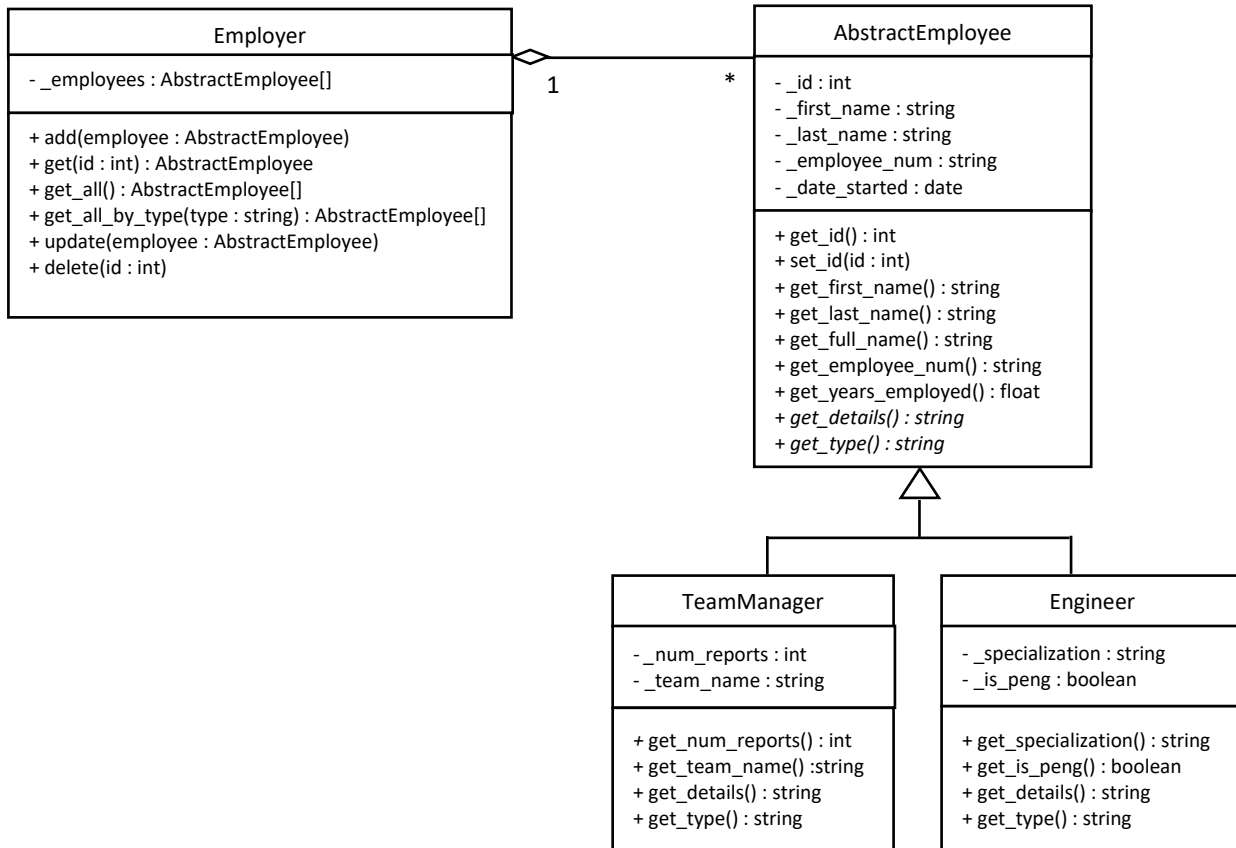 Employer
- _employees : AbstractEmployee[]
+ add(employee : AbstractEmployee)
+ get(id : int) : AbstractEmployee
+ get_all() : AbstractEmployee[]
+ get_all_by_type(type : string) : AbstractEmployee[]
+ update(employee : AbstractEmployee)
+ delete(id : int)
1
*
AbstractEmployee
- _id : int
- _first_name : string
- _last_name : string
- _employee_num : string
- _date_started : date
+ get_id() : int
+ set_id(id : int)
+ get_first_name() : string
+ get_last_name() : string
+ get_full_name() : string
+ get_employee_num() : string
+ get_years_employed() : float
+ get_details() : string
+ get_type() : string
TeamManager
- _num_reports : int
- _team_name : string
+ get_num_reports() : int
+ get_team_name() :string
+ get_details() : string
+ get_type() : string
Engineer
- _specialization : string
- _is_peng : boolean
+ get_specialization() : string
+ get_is_peng() : boolean
+ get_details() : string
+ get_type() : string